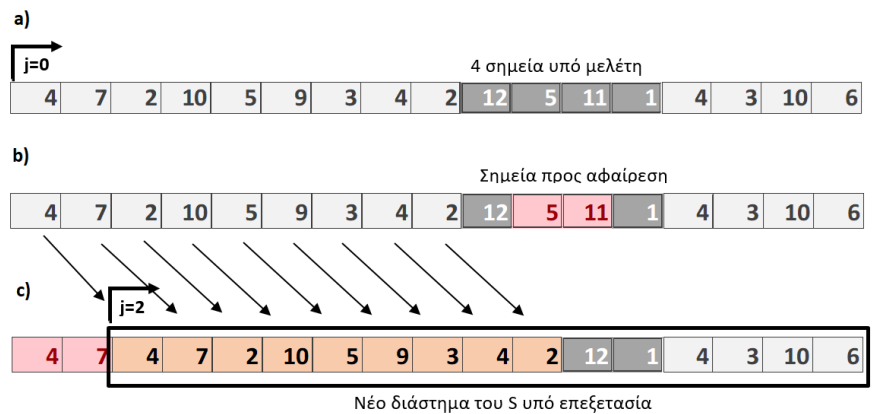 a)
j=0
4 σημεία υπό μελέτη
4 7 2 10 5 9 3 4 2 12 5 11 1 4 3 10 6
b)
Σημεία προς αφαίρεση
4 7 2 10 5 9 3 4 2 12 5 11 1 4 3 10 6
c)
j=2
4 7 4 7 2 10 5 9 3 4 2 12 1 4 3 10 6
Νέο διάστημα του S υπό επεξετασία